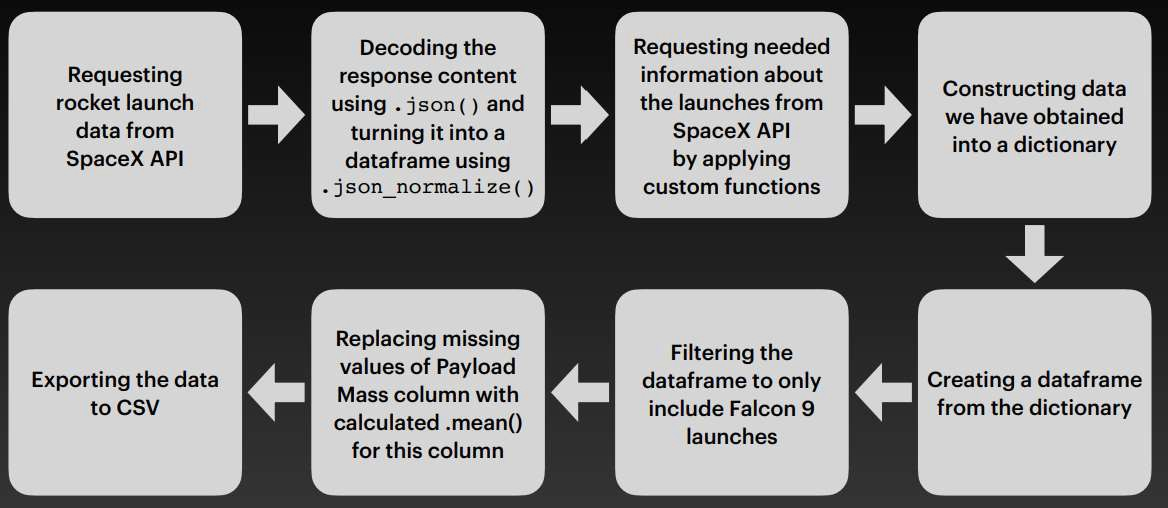 Requesting
rocket launch
data from
SpaceX API
Decoding the
response content
using .json() and
turning it into a
dataframe using
.json_normalize()
Requesting needed
information about
the launches from
SpaceX API
by applying
custom functions
Constructing data
we have obtained
into a dictionary
Creating a dataframe
from the dictionary
Filtering the
dataframe to only
include Falcon 9
launches
Replacing missing
values of Payload
Mass column with
calculated .mean()
for this column
Exporting the data
to CSV